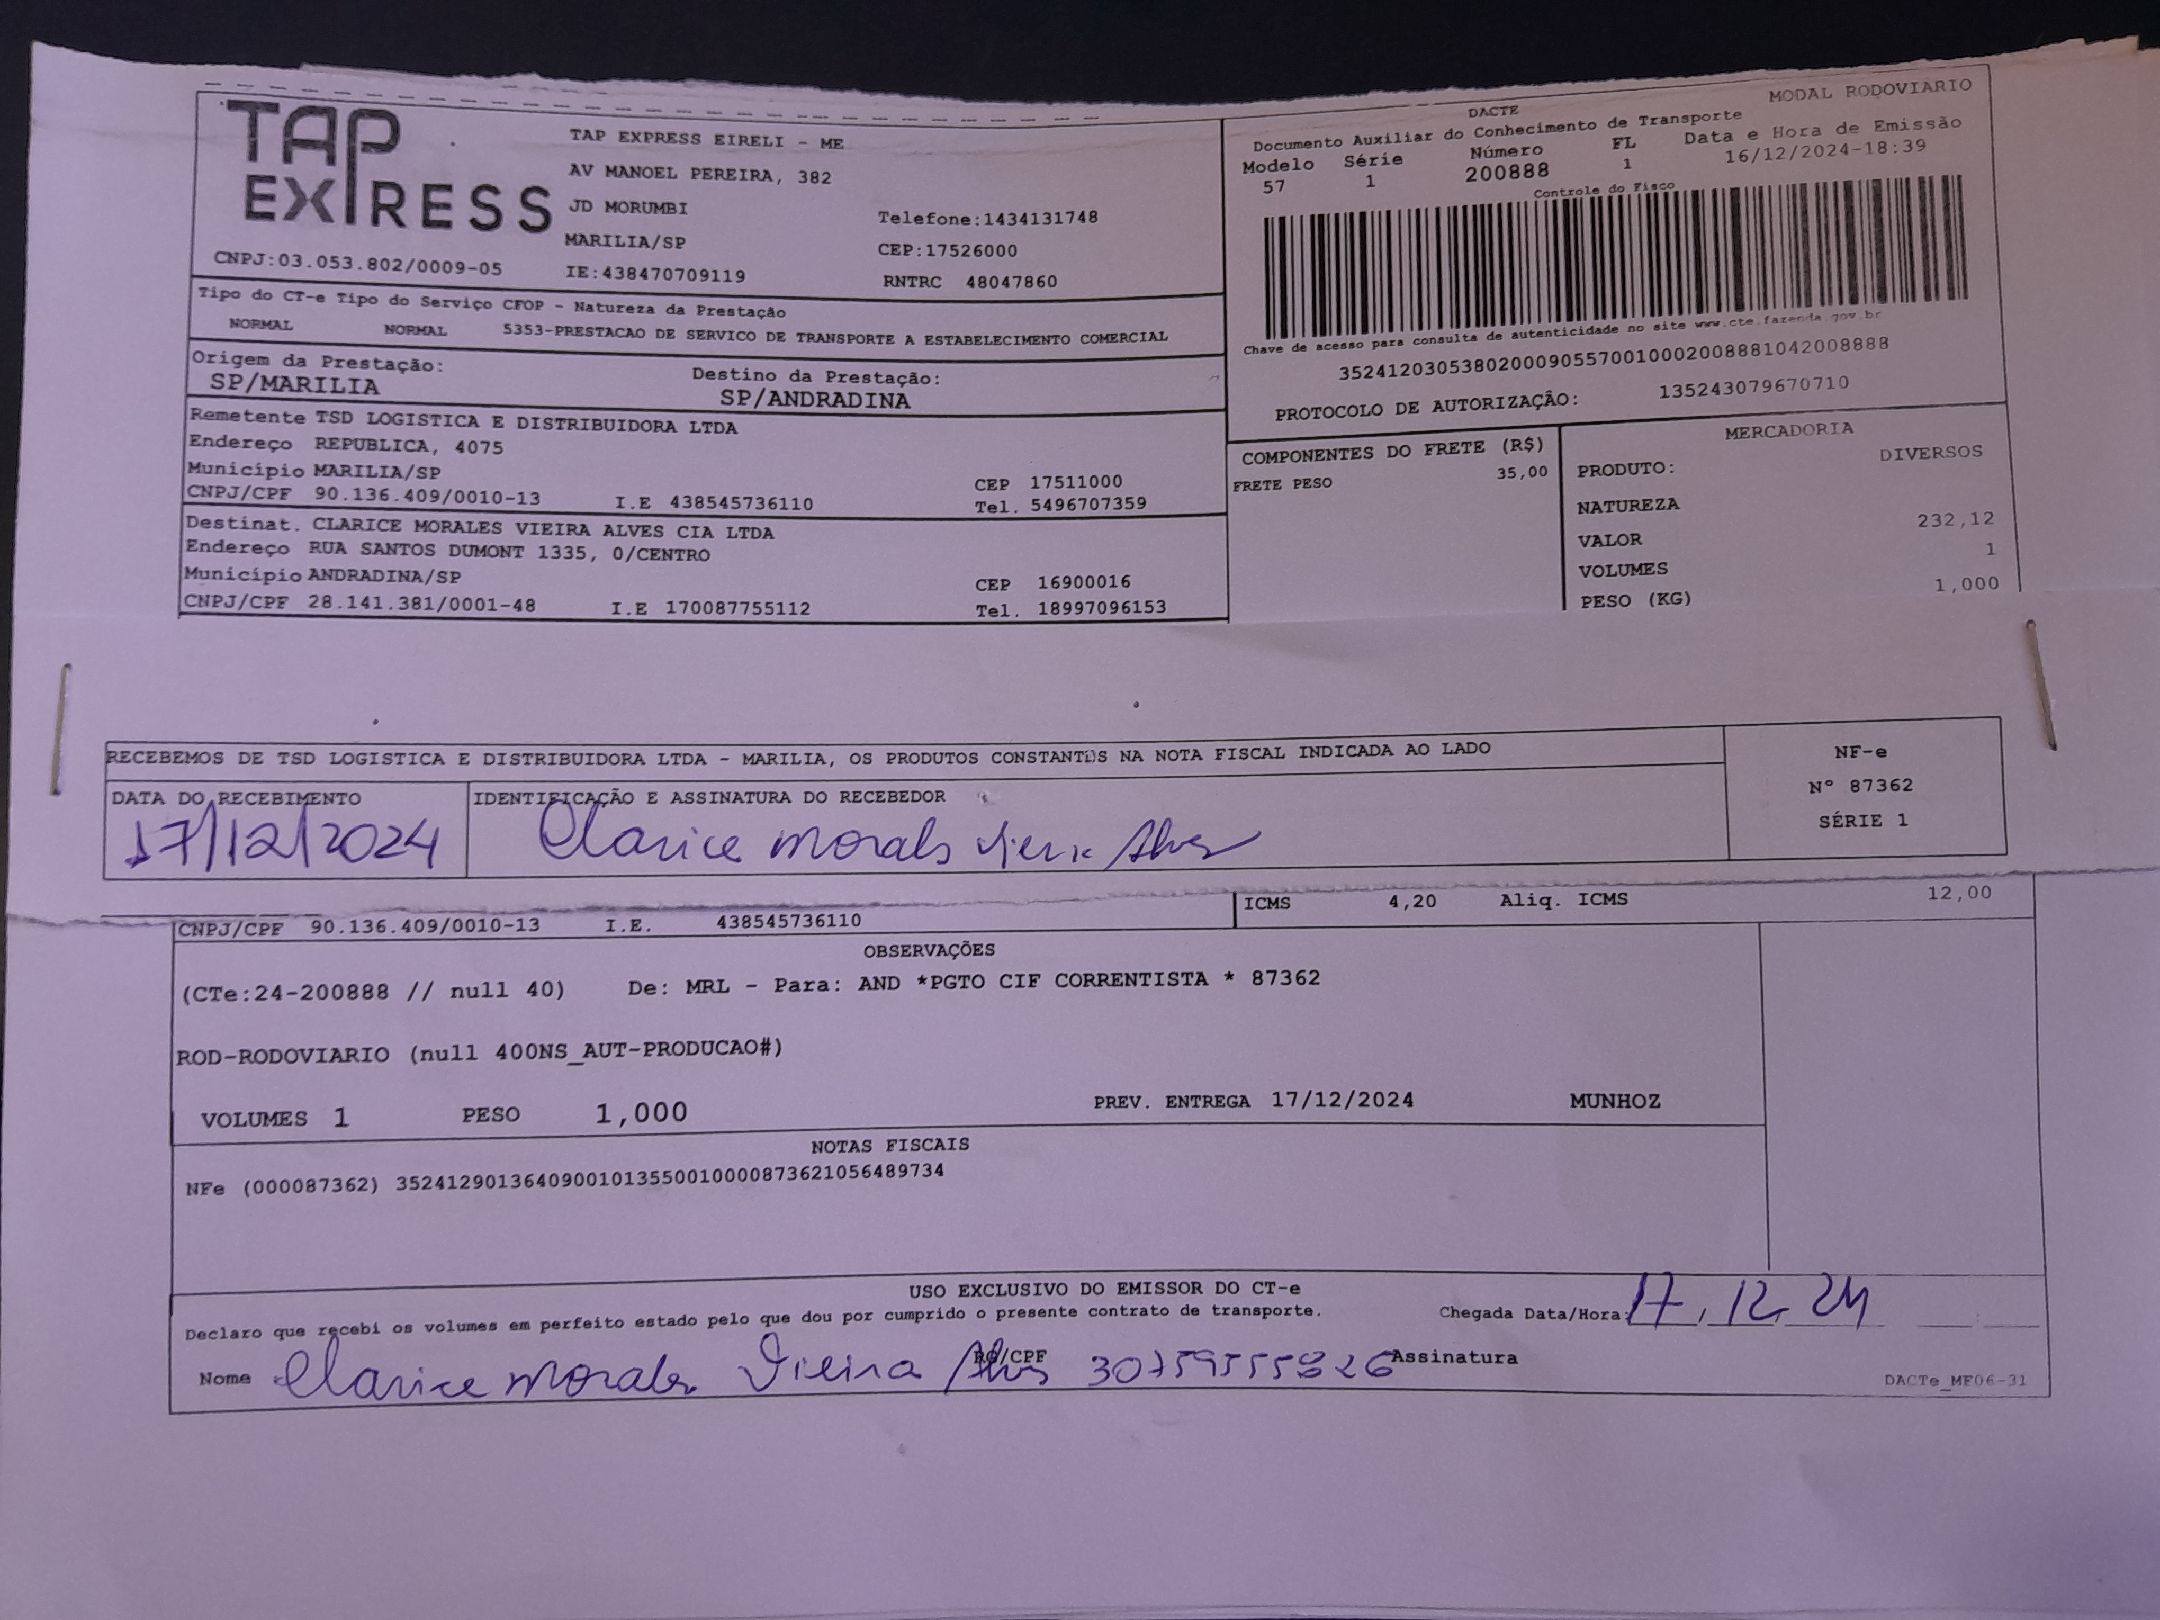 TAP
EXPRESS
CNPJ:03.053.802/0009-05
TAP EXPRESS EIRELI - ME
AV MANOEL PEREIRA, 382
JD MORUMBI
MARILIA/SP
IE:438470709119
Telefone:1434131748
CEP:17526000
RNTRC 48047860
MODAL RODOVIARIO
DACTE
Documento Auxiliar do Conhecimento de Transporte
Modelo Série Número FL Data e Hora de Emissão
57 1 200888 1 16/12/2024-18:39
Controle do Fisco
Chave de acesso para consulta de autenticidade no site www.cte.fazenda.gov.br
35241203053802000905570010002008881042008888
PROTOCOLO DE AUTORIZAÇÃO: 135243079670710
Tipo do CT-e Tipo do Serviço CFOP - Natureza da Prestação
NORMAL NORMAL 5353-PRESTACAO DE SERVICO DE TRANSPORTE A ESTABELECIMENTO COMERCIAL
Origem da Prestação: Destino da Prestação:
SP/MARILIA SP/ANDRADINA
Remetente TSD LOGISTICA E DISTRIBUIDORA LTDA
Endereço REPUBLICA, 4075
Município MARILIA/SP CEP 17511000
CNPJ/CPF 90.136.409/0010-13 I.E 438545736110 Tel. 5496707359
Destinat. CLARICE MORALES VIEIRA ALVES CIA LTDA
Endereço RUA SANTOS DUMONT 1335, 0/CENTRO
Município ANDRADINA/SP CEP 16900016
CNPJ/CPF 28.141.381/0001-48 I.E 170087755112 Tel. 18997096153
COMPONENTES DO FRETE (R$)
FRETE PESO 35,00
MERCADORIA
PRODUTO: DIVERSOS
NATUREZA
VALOR 232,12
VOLUMES 1
PESO (KG) 1,000
RECEBEMOS DE TSD LOGISTICA E DISTRIBUIDORA LTDA - MARILIA, OS PRODUTOS CONSTANTES NA NOTA FISCAL INDICADA AO LADO
DATA DO RECEBIMENTO IDENTIFICAÇÃO E ASSINATURA DO RECEBEDOR
17/12/2024 Clarice Morals Vieira Alves
NF-e
Nº 87362
SÉRIE 1
CNPJ/CPF 90.136.409/0010-13 I.E. 438545736110 ICMS 4,20 Aliq. ICMS 12,00
OBSERVAÇÕES
(CTe:24-200888 // null 40) De: MRL - Para: AND *PGTO CIF CORRENTISTA * 87362
ROD-RODOVIARIO (null 400NS_AUT-PRODUCAO#)
VOLUMES 1 PESO 1,000 PREV. ENTREGA 17/12/2024 MUNHOZ
NOTAS FISCAIS
NFe (000087362) 35241290136409001013550010000873621056489734
USO EXCLUSIVO DO EMISSOR DO CT-e
Declaro que recebi os volumes em perfeito estado pelo que dou por cumprido o presente contrato de transporte. Chegada Data/Hora: 17.12.24
Nome Clarice Morales Vieira Alves RG/CPF Assinatura
DACTe_MF06-31